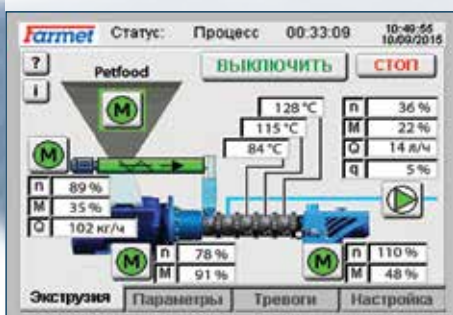 Farmet Статус: Процесс 00:33:09 10:49:55 10/09/2015
? Petfood ВЫКЛЮЧИТЬ СТОП
i
M
128 °C
115 °C
84 °C
n 36 %
M 22 %
Q 14 л/ч
q 5 %
M
n 89 %
M 35 %
Q 102 кг/ч
M
n 78 %
M 91 %
M
n 110 %
M 48 %
Экструзия Параметры Тревоги Настройка